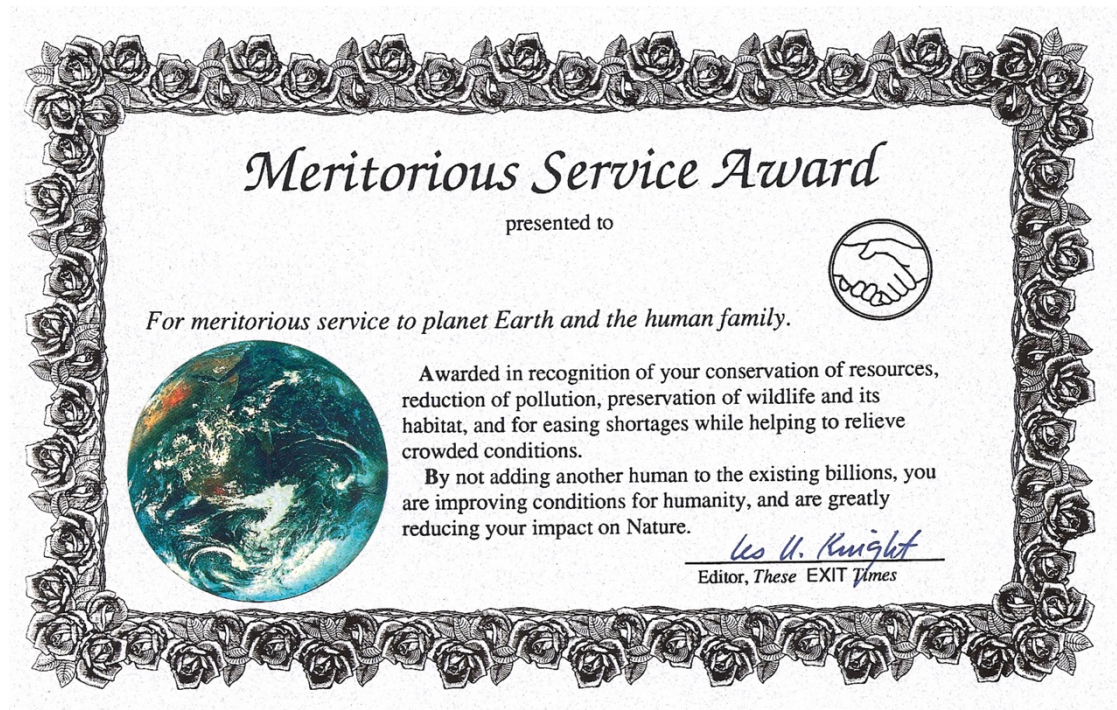 Meritorious Service Award
presented to
For meritorious service to planet Earth and the human family.
Awarded in recognition of your conservation of resources,
reduction of pollution, preservation of wildlife and its
habitat, and for easing shortages while helping to relieve
crowded conditions.
By not adding another human to the existing billions, you
are improving conditions for humanity, and are greatly
reducing your impact on Nature.
Les U. Knight
Editor, These EXIT Times